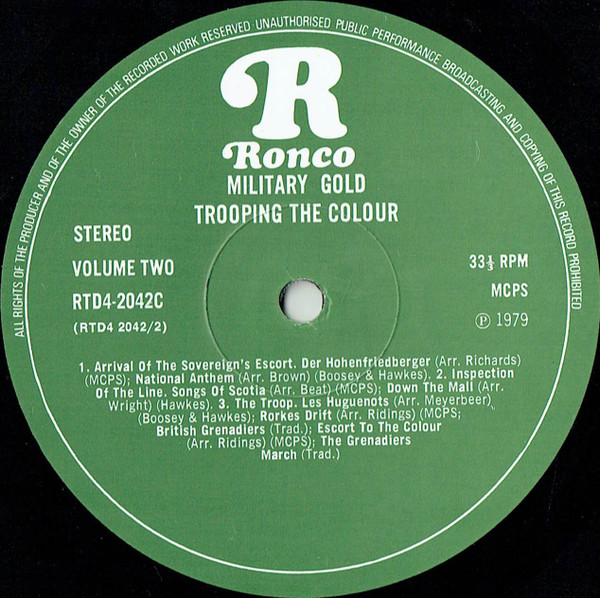 ALL RIGHTS OF THE PRODUCER AND OF THE OWNER OF THE RECORDED WORK RESERVED UNAUTHORISED PUBLIC PERFORMANCE BROADCASTING AND COPYING OF THIS RECORD PROHIBITED
R
Ronco
MILITARY GOLD
TROOPING THE COLOUR
STEREO
VOLUME TWO
RTD4-2042C
(RTD4 2042/2)
33⅓ RPM
MCPS
Ⓟ 1979
1. Arrival Of The Sovereign's Escort. Der Hohenfriedberger (Arr. Richards)
(MCPS); National Anthem (Arr. Brown) (Boosey & Hawkes). 2. Inspection
Of The Line. Songs Of Scotia (Arr. Beat) (MCPS); Down The Mall (Arr.
Wright) (Hawkes). 3. The Troop. Les Huguenots (Arr. Meyerbeer)
(Boosey & Hawkes); Rorkes Drift (Arr. Ridings) (MCPS;
British Grenadiers (Trad.); Escort To The Colour
(Arr. Ridings) (MCPS); The Grenadiers
March (Trad.)